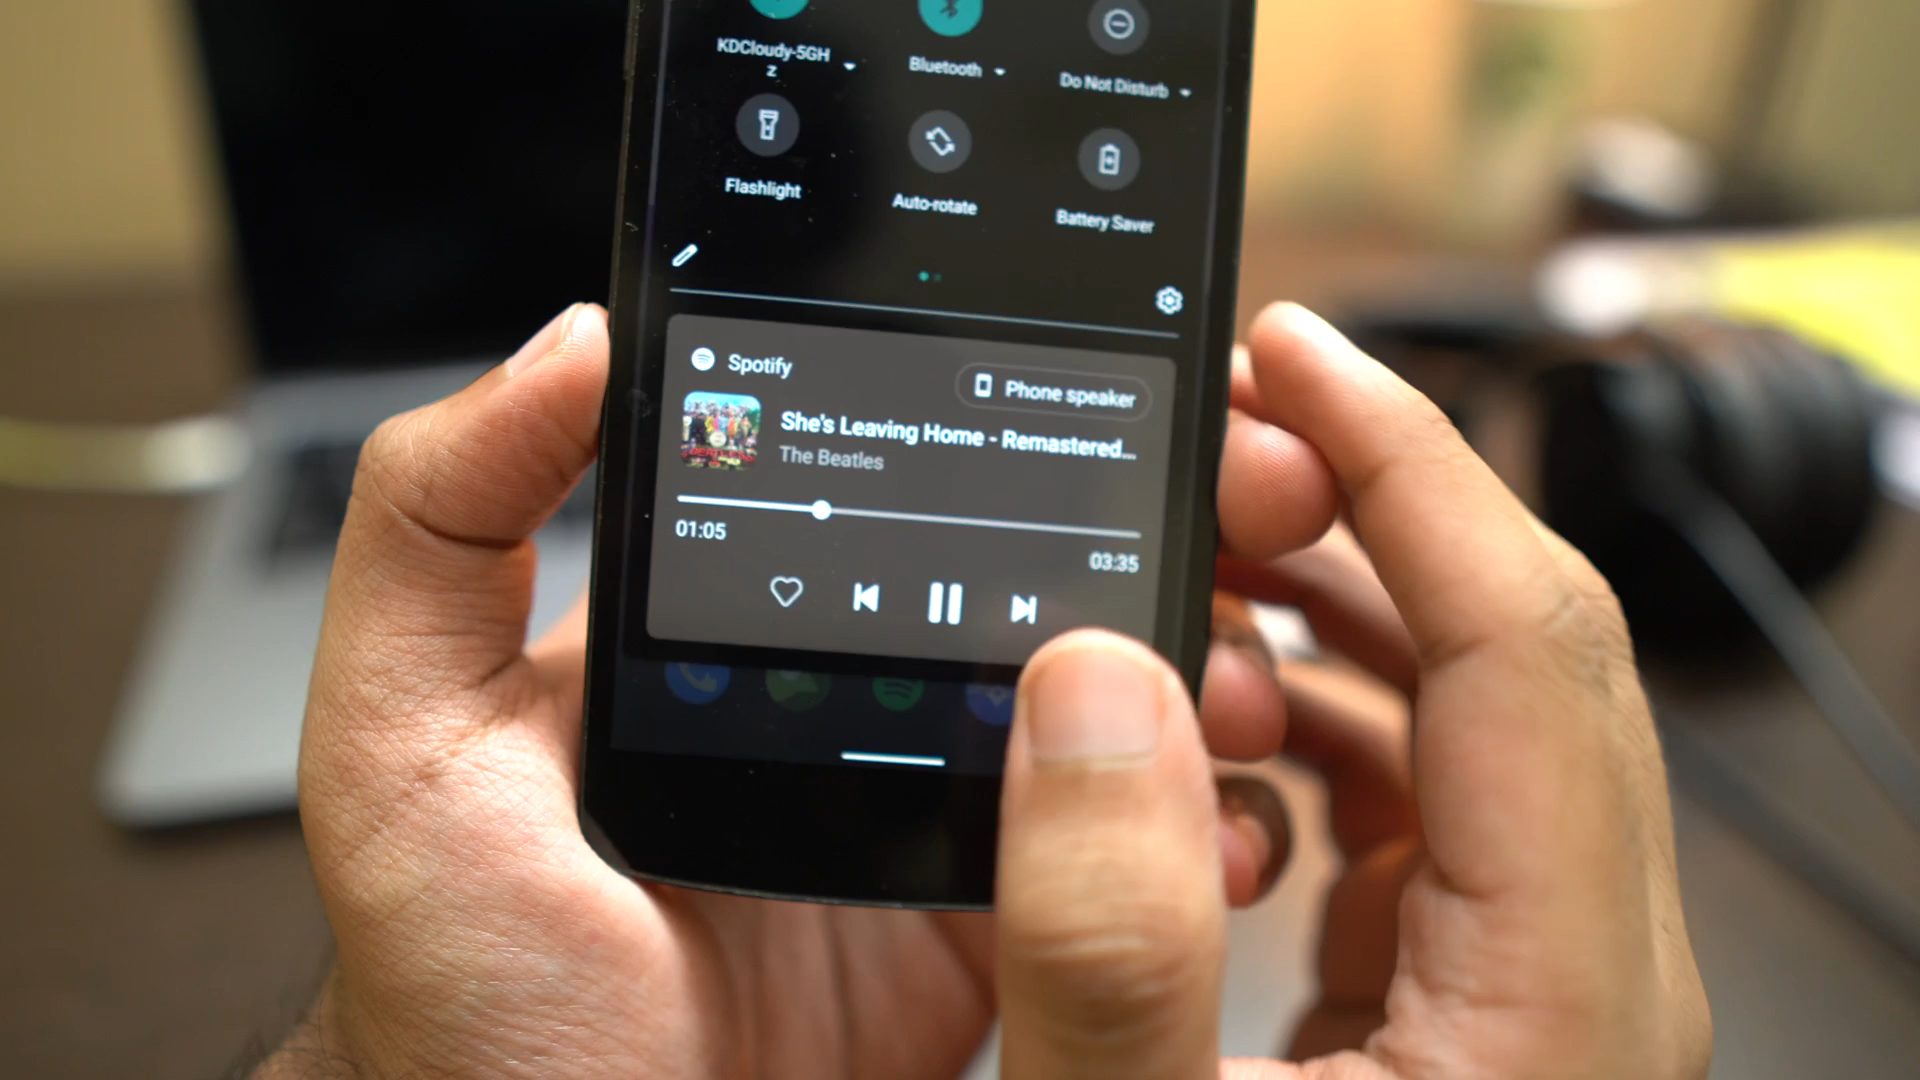 KDCloudy-5GH
z
Bluetooth
Do Not Disturb
Flashlight
Auto-rotate
Battery Saver
Spotify
Phone speaker
She's Leaving Home - Remastered...
The Beatles
01:05
03:35